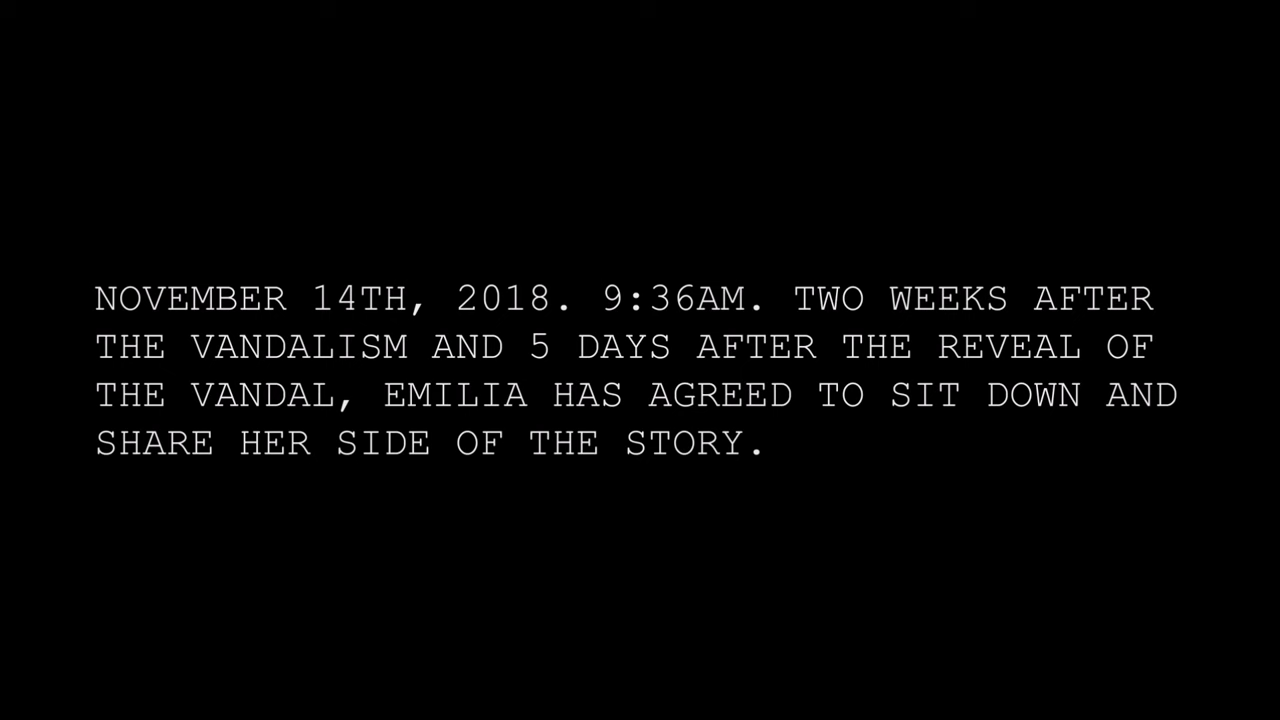 NOVEMBER 14TH, 2018. 9:36AM. TWO WEEKS AFTER
THE VANDALISM AND 5 DAYS AFTER THE REVEAL OF
THE VANDAL, EMILIA HAS AGREED TO SIT DOWN AND
SHARE HER SIDE OF THE STORY.